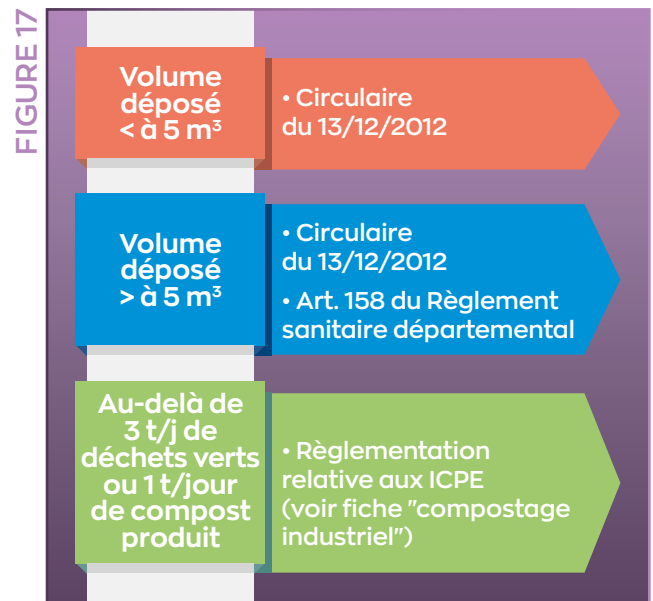 FIGURE 17
Volume
déposé
< à 5 m³
• Circulaire
du 13/12/2012
Volume
déposé
> à 5 m³
• Circulaire
du 13/12/2012
• Art. 158 du Règlement
sanitaire départemental
Au-delà de
3 t/j de
déchets verts
ou 1 t/jour
de compost
produit
• Règlementation
relative aux ICPE
(voir fiche "compostage
industriel")